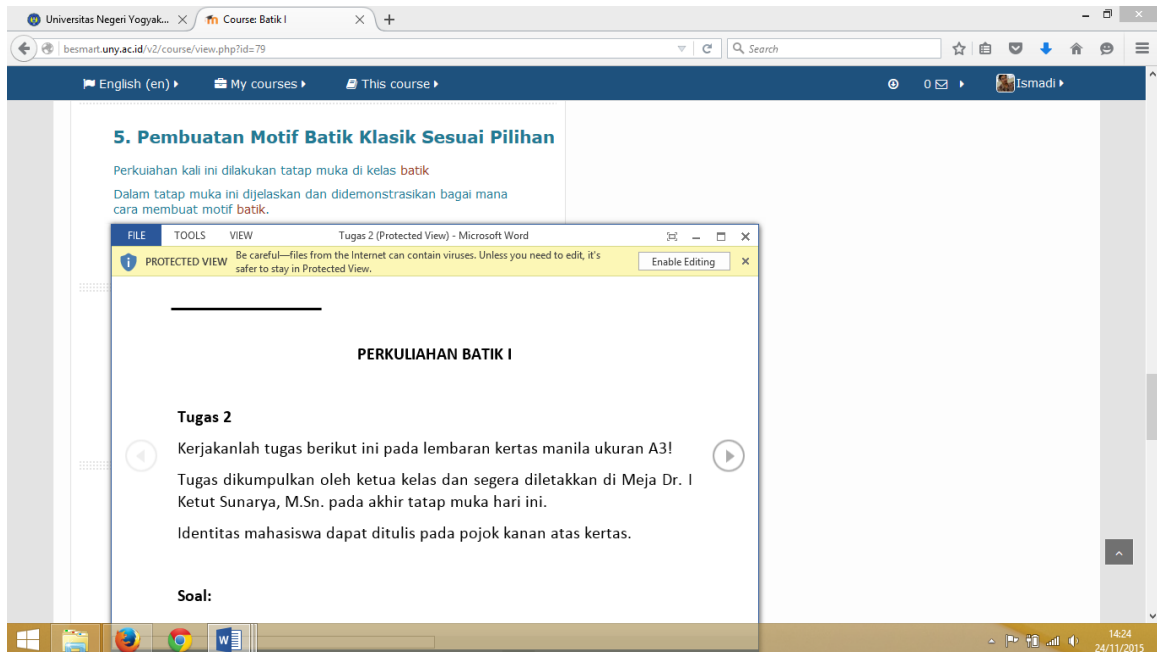 Universitas Negeri Yogyak...
Course: Batik I
besmart.uny.ac.id/v2/course/view.php?id=79
Search
English (en)
My courses
This course
0
Ismadi
5. Pembuatan Motif Batik Klasik Sesuai Pilihan
Perkuiahan kali ini dilakukan tatap muka di kelas batik
Dalam tatap muka ini dijelaskan dan didemonstrasikan bagai mana
cara membuat motif batik.
FILE
TOOLS
VIEW
Tugas 2 (Protected View) - Microsoft Word
PROTECTED VIEW
Be careful—files from the Internet can contain viruses. Unless you need to edit, it's
safer to stay in Protected View.
Enable Editing
PERKULIAHAN BATIK I
Tugas 2
Kerjakanlah tugas berikut ini pada lembaran kertas manila ukuran A3!
Tugas dikumpulkan oleh ketua kelas dan segera diletakkan di Meja Dr. I
Ketut Sunarya, M.Sn. pada akhir tatap muka hari ini.
Identitas mahasiswa dapat ditulis pada pojok kanan atas kertas.
Soal:
14:24
24/11/2015